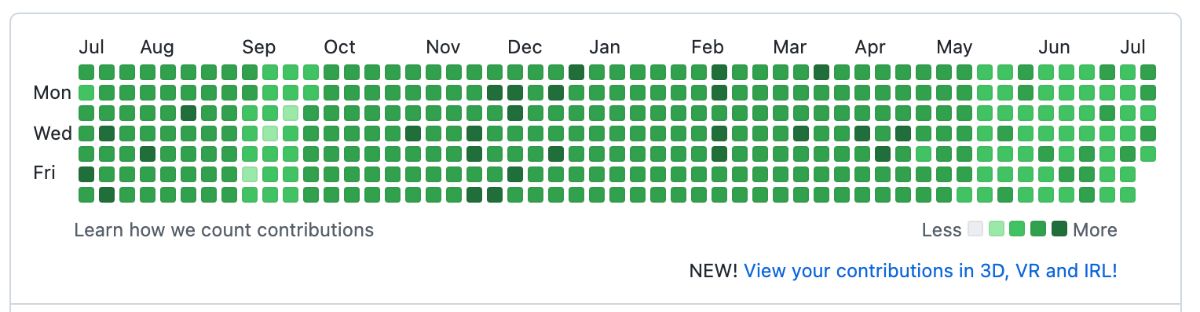 Jul Aug Sep Oct Nov Dec Jan Feb Mar Apr May Jun Jul
Mon
Wed
Fri
Learn how we count contributions
Less More
NEW! View your contributions in 3D, VR and IRL!